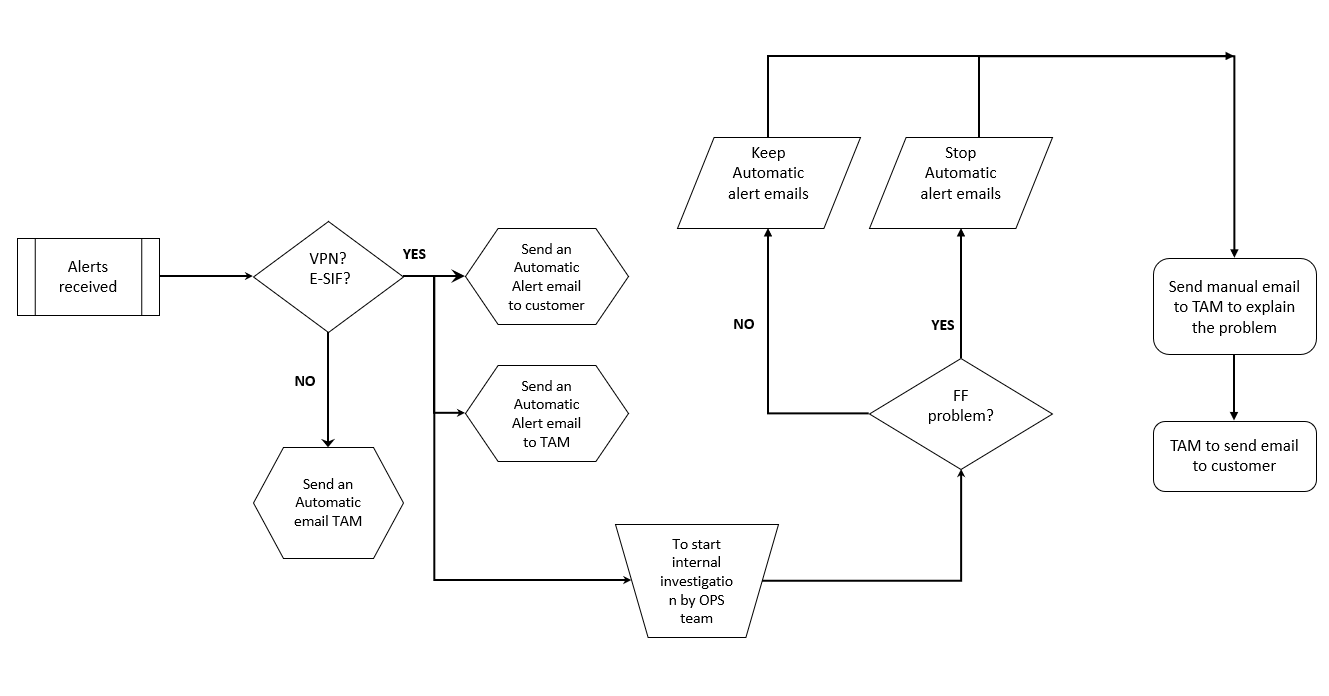 Alerts
received
VPN?
E-SIF?
YES
NO
Send an
Automatic
email TAM
Send an
Automatic
Alert email
to customer
Send an
Automatic
Alert email
to TAM
To start
internal
investigatio
n by OPS
team
FF
problem?
NO
YES
Keep
Automatic
alert emails
Stop
Automatic
alert emails
Send manual email
to TAM to explain
the problem
TAM to send email
to customer